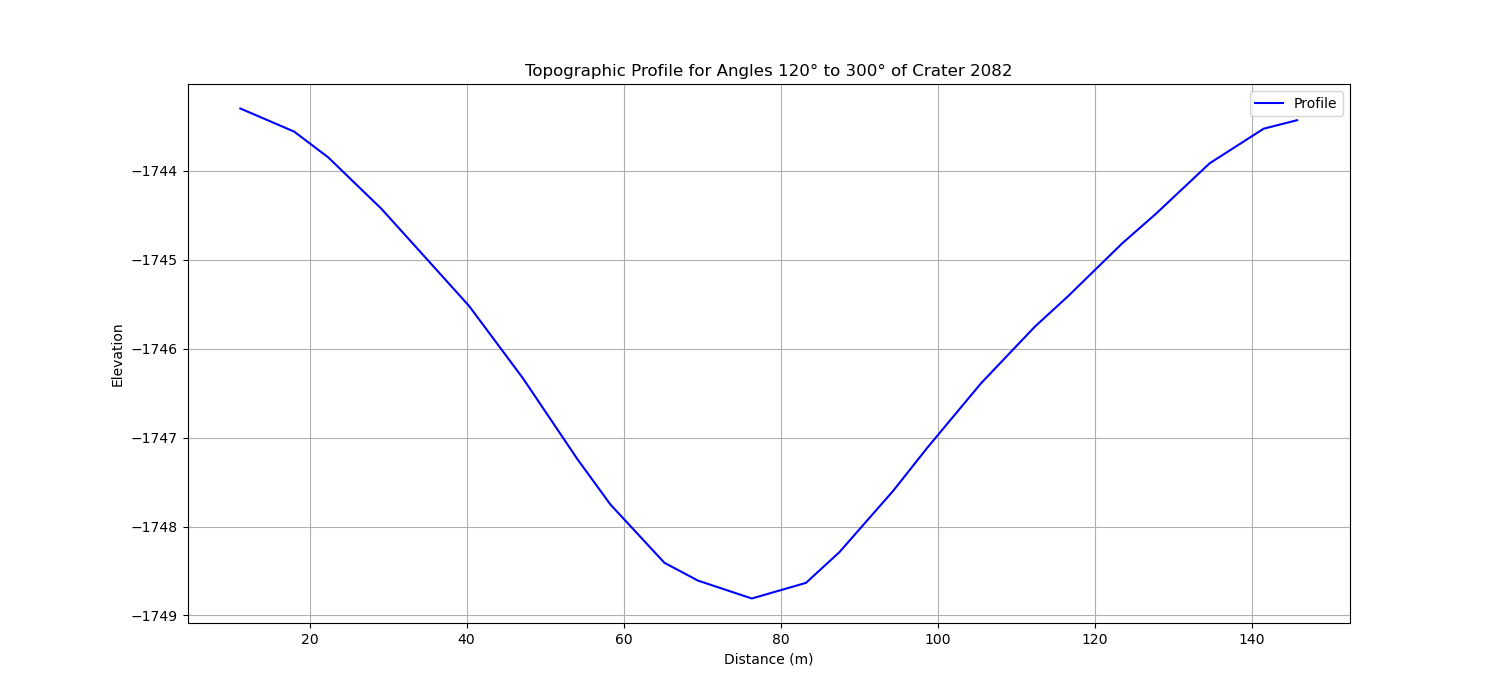 Topographic Profile for Angles 120° to 300° of Crater 2082
Profile
−1744
−1745
−1746
−1747
−1748
−1749
Elevation
20 40 60 80 100 120 140
Distance (m)